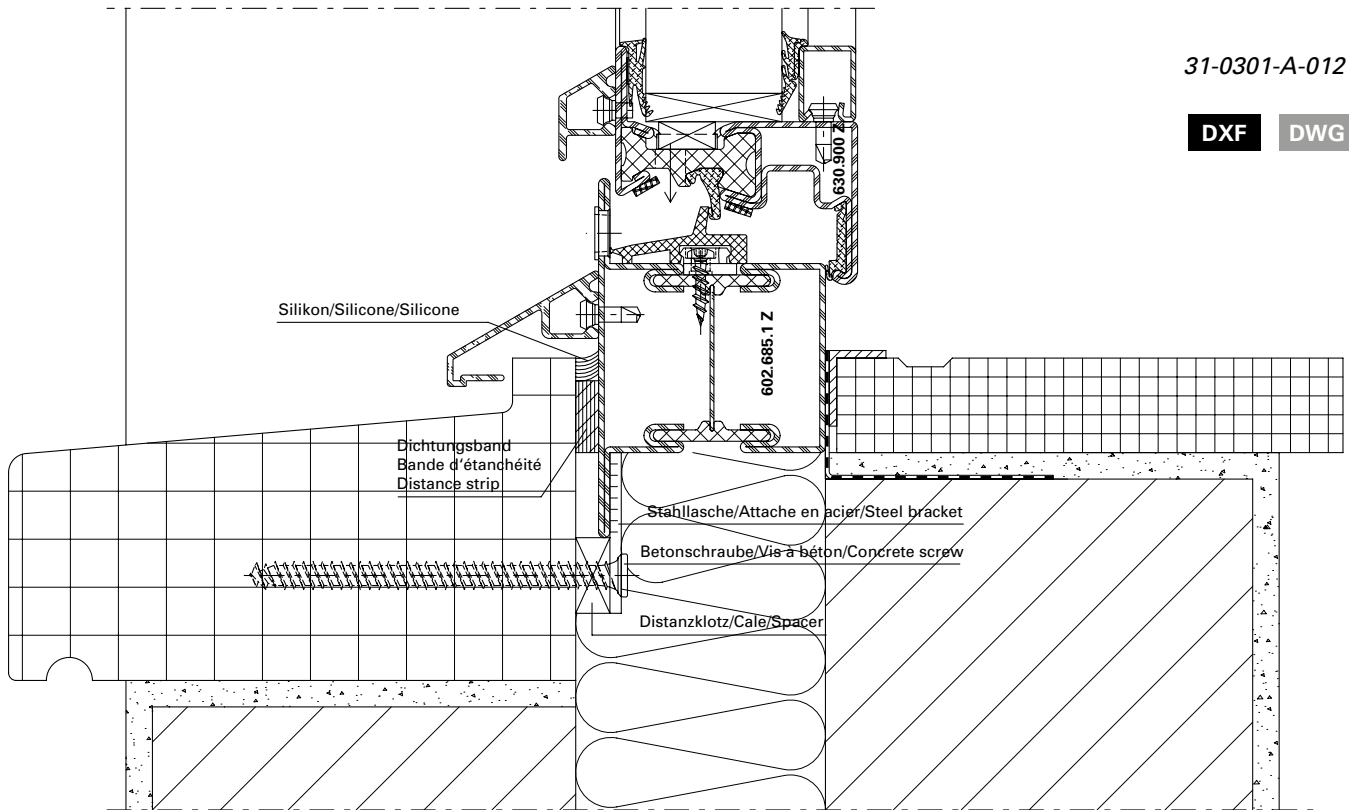 31-0301-A-012
DXF DWG
630.900 Z
Silikon/Silicone/Silicone
602.685.1 Z
Dichtungsband
Bande d‘étanchéité
Distance strip
Stahllasche/Attache en acier/Steel bracket
Betonschraube/Vis à béton/Concrete screw
Distanzklotz/Cale/Spacer